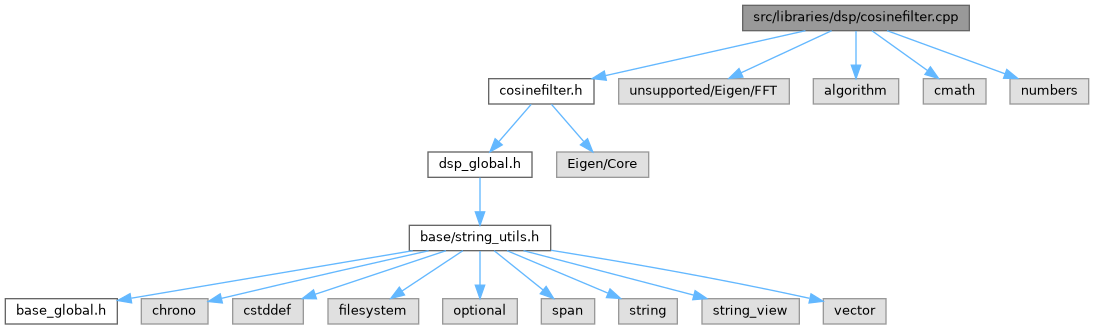 src/libraries/dsp/cosinefilter.cpp
cosinefilter.h
unsupported/Eigen/FFT
algorithm
cmath
numbers
dsp_global.h
Eigen/Core
base/string_utils.h
base_global.h
chrono
cstddef
filesystem
optional
span
string
string_view
vector